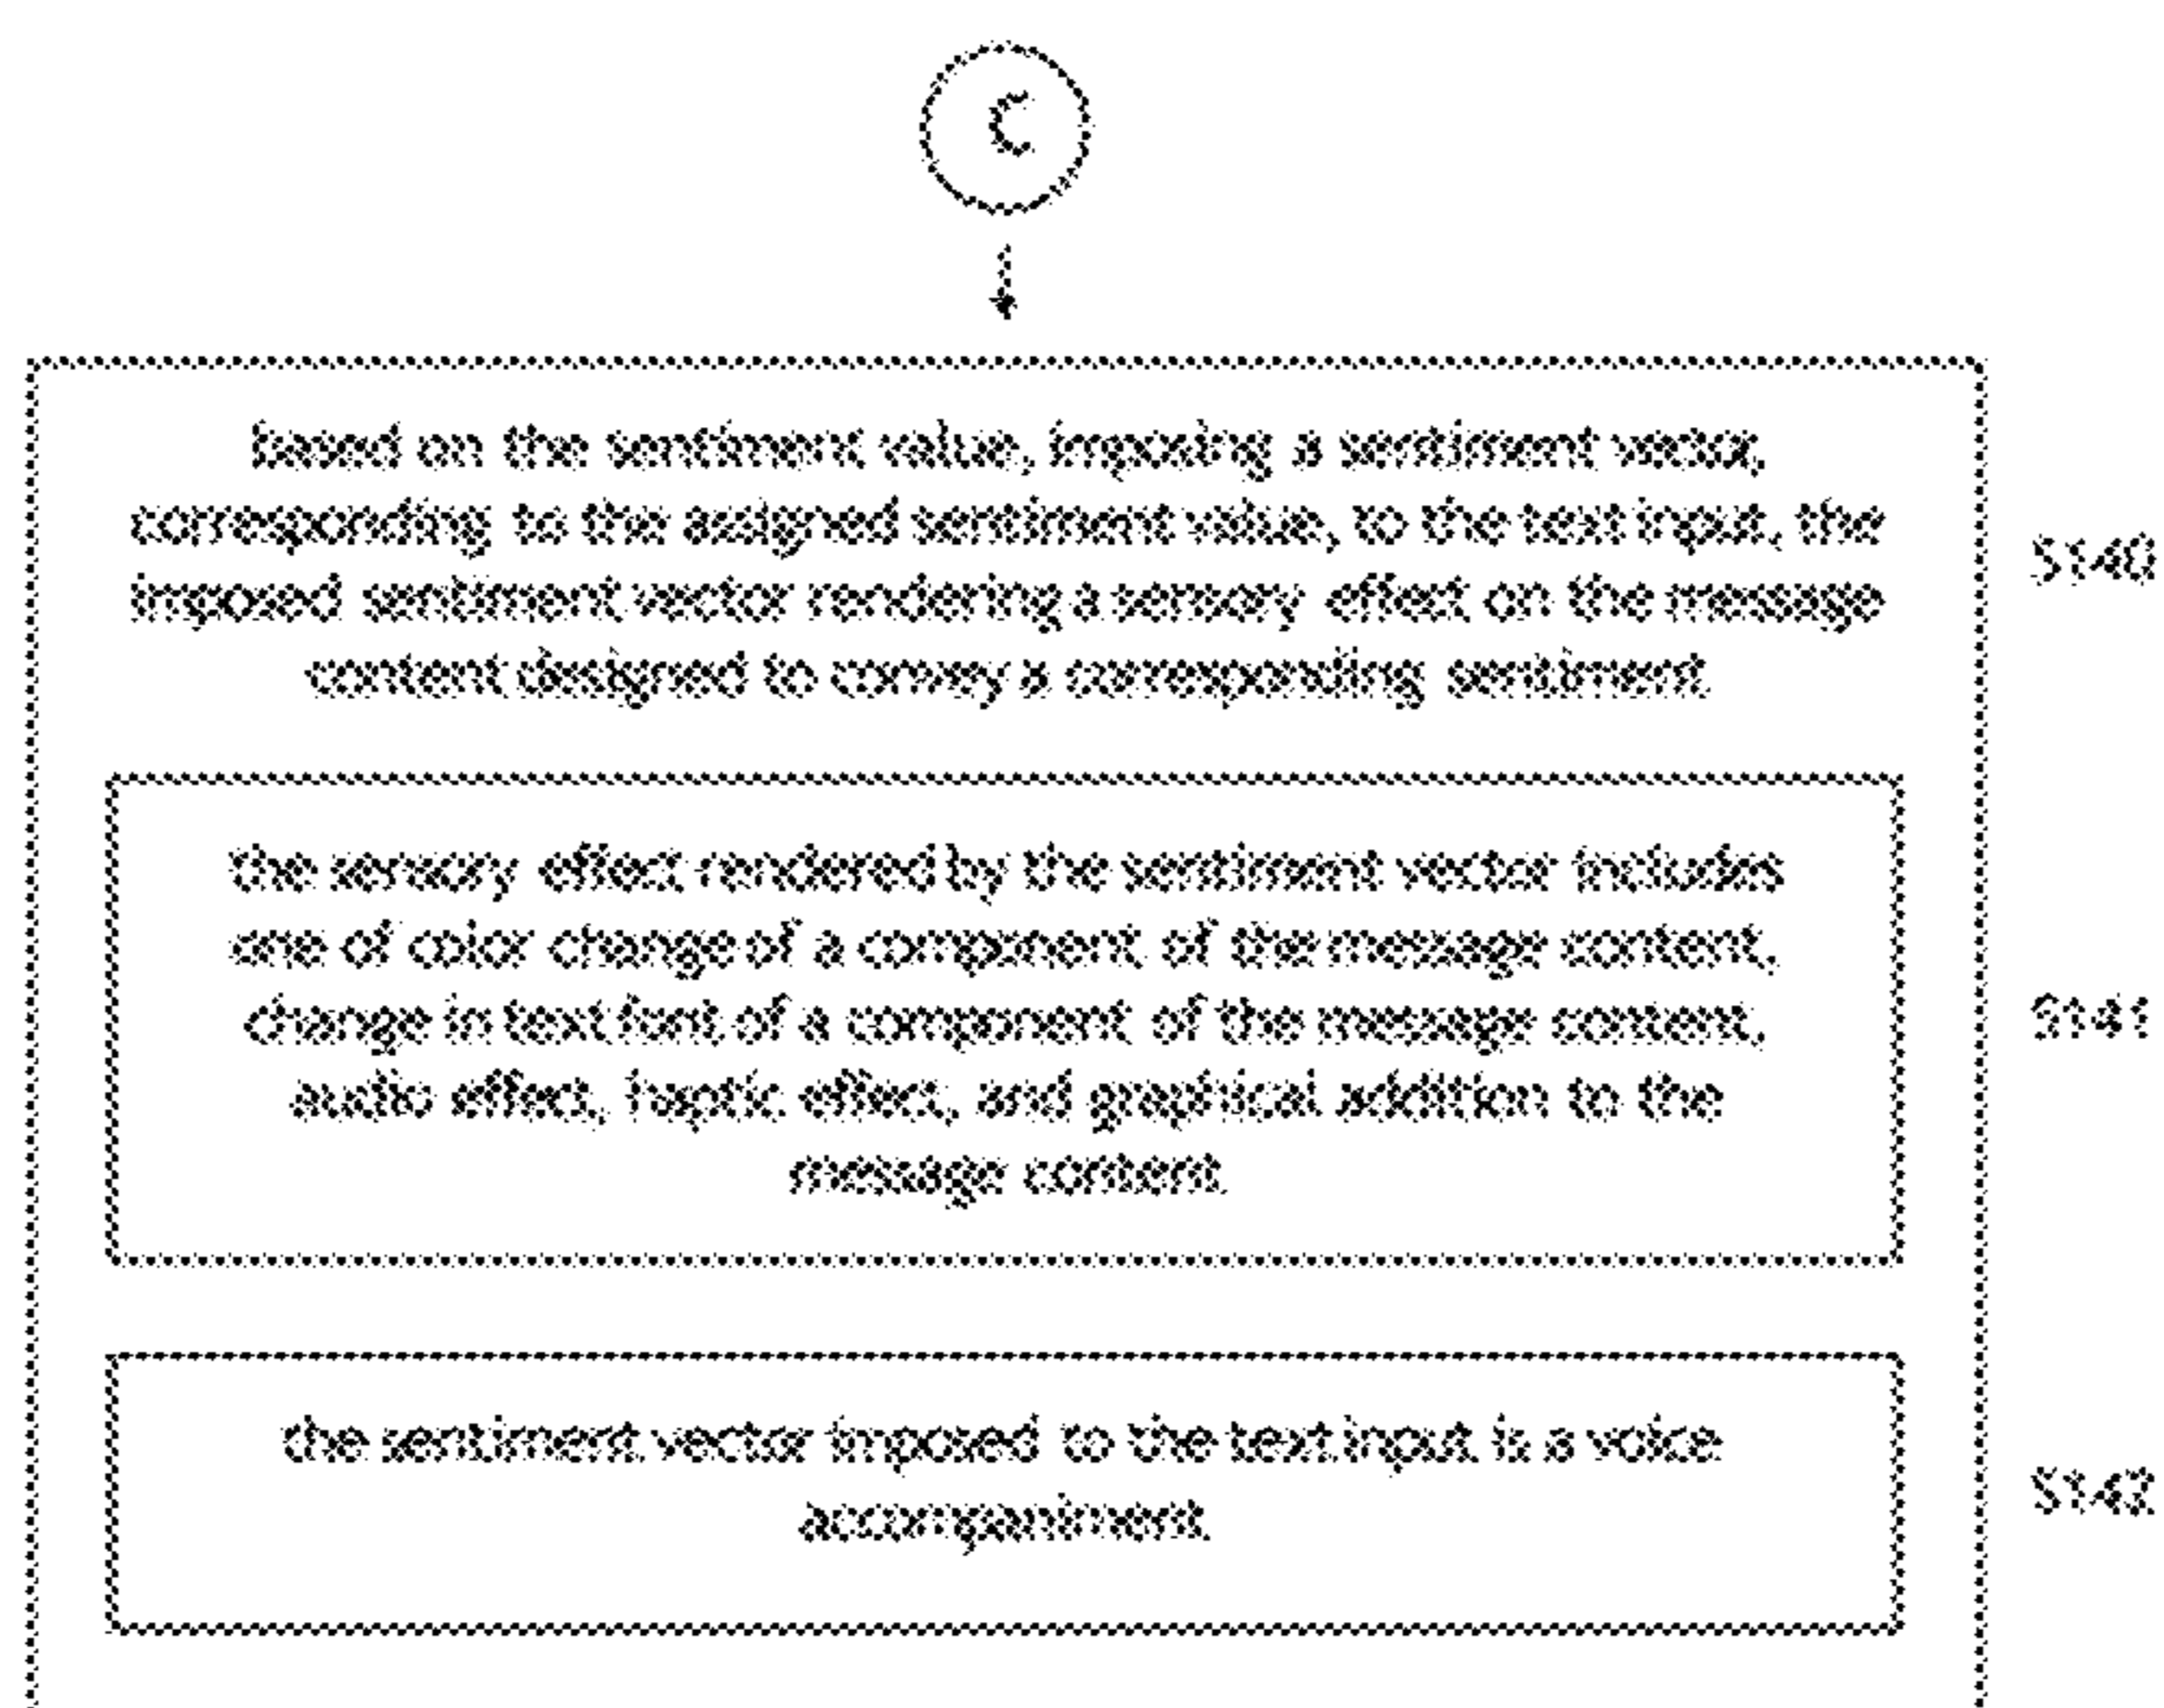 C
based on the sentiment value, imposing a sentiment vector,
corresponding to the assigned sentiment value, to the text input, the
imposed sentiment vector rendering a sensory effect on the message
content designed to convey a corresponding sentiment
S140
the sensory effect rendered by the sentiment vector includes
one of color change of a component of the message content,
change in text font of a component of the message content,
audio effect, haptic effect, and graphical addition to the
message content.
S141
the sentiment vector imposed to the text input is a voice
accompaniment.
S142